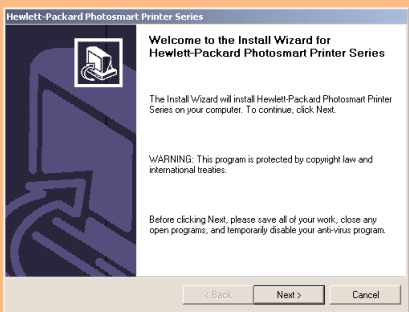 Hewlett-Packard Photosmart Printer Series
Welcome to the Install Wizard for
Hewlett-Packard Photosmart Printer Series
The Install Wizard will install Hewlett-Packard Photosmart Printer
Series on your computer. To continue, click Next.
WARNING: This program is protected by copyright law and
international treaties.
Before clicking Next, please save all of your work, close any
open programs, and temporarily disable your anti-virus program.
< Back Next > Cancel